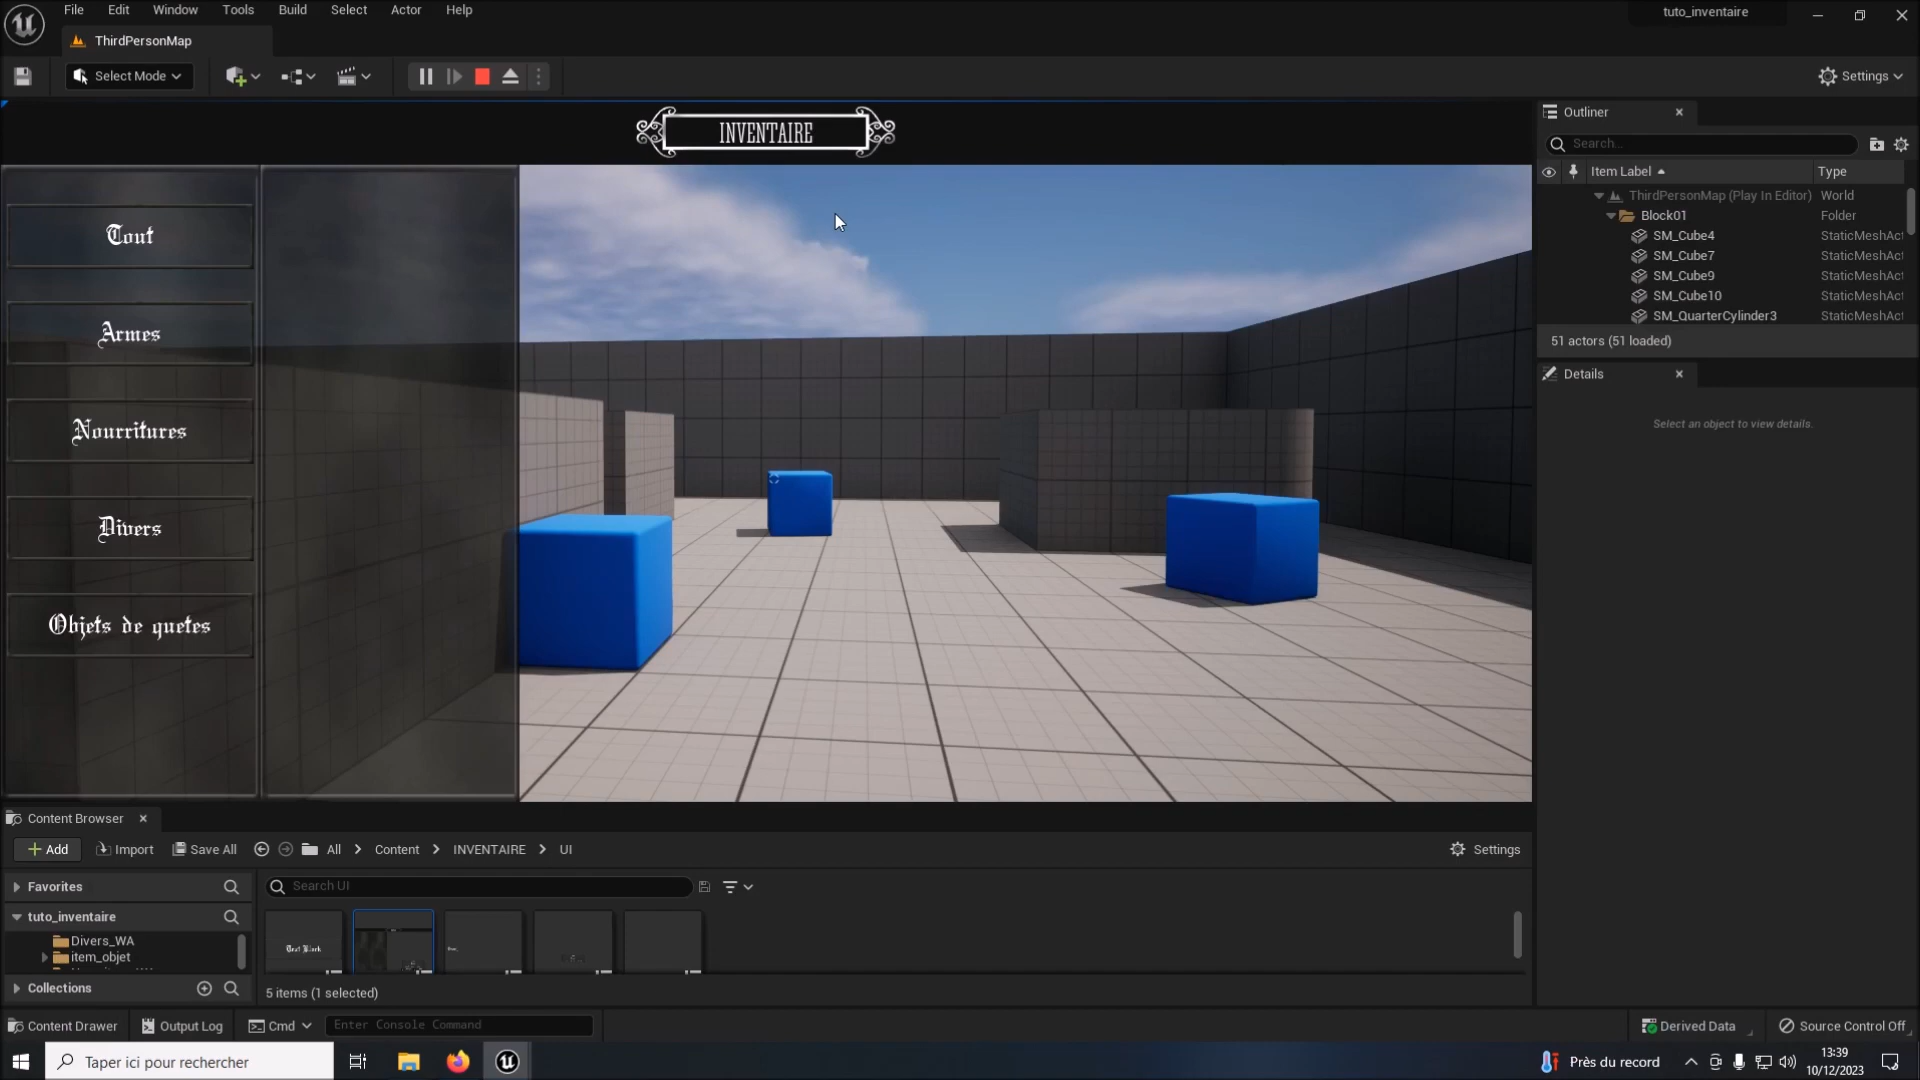 File Edit Window Tools Build Select Actor Help
tuto_inventaire
ThirdPersonMap
Select Mode
Settings
INVENTAIRE
Tout
Armes
Nourritures
Divers
Objets de quetes
Outliner
Search...
Item Label Type
ThirdPersonMap (Play In Editor) World
Block01 Folder
SM_Cube4 StaticMeshAct
SM_Cube7 StaticMeshAct
SM_Cube9 StaticMeshAct
SM_Cube10 StaticMeshAct
SM_QuarterCylinder3 StaticMeshAct
51 actors (51 loaded)
Details
Select an object to view details.
Content Browser
Add Import Save All All Content INVENTAIRE UI Settings
Favorites
Search UI
tuto_inventaire
Divers_WA
item_objet
Text Block
Collections
5 items (1 selected)
Content Drawer Output Log Cmd Enter Console Command Derived Data Source Control Off
Taper ici pour rechercher
Près du record
13:39
10/12/2023